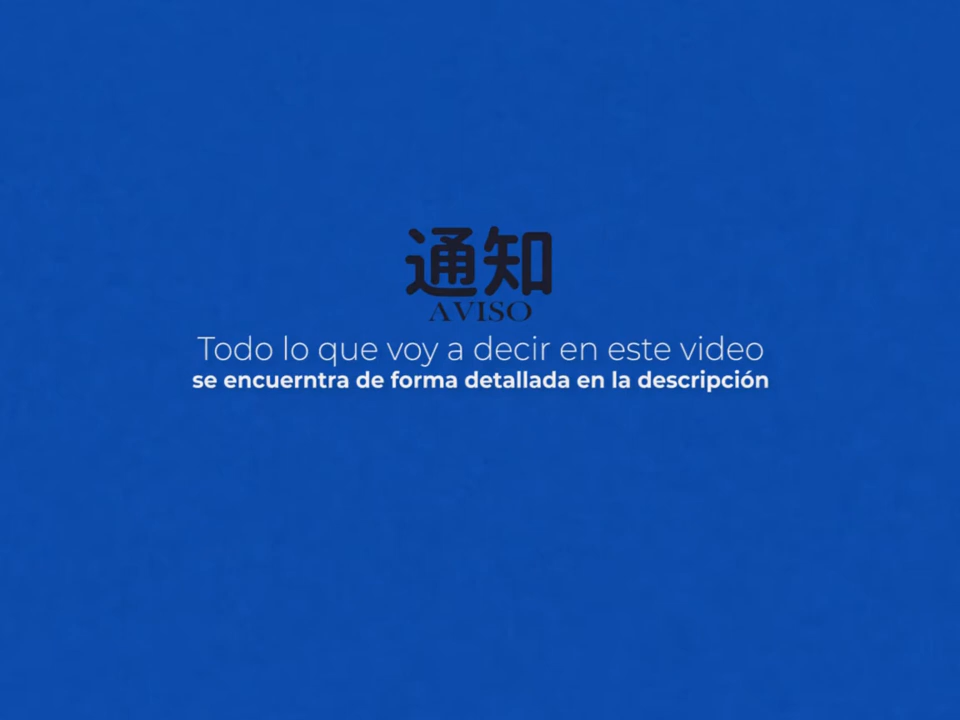 通知
AVISO
Todo lo que voy a decir en este video
se encuerntra de forma detallada en la descripción